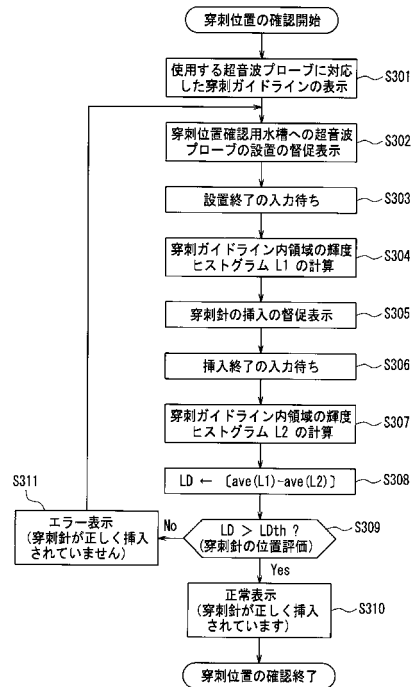 穿刺位置の確認開始
使用する超音波プローブに対応
した穿刺ガイドラインの表示
S301
穿刺位置確認用水槽への超音波
プローブの設置の督促表示
S302
設置終了の入力待ち
S303
穿刺ガイドライン内領域の輝度
ヒストグラム L1 の計算
S304
穿刺針の挿入の督促表示
S305
挿入終了の入力待ち
S306
穿刺ガイドライン内領域の輝度
ヒストグラム L2 の計算
S307
LD ← 〔ave(L1)-ave(L2)〕
S308
LD > LDth ?
(穿刺針の位置評価)
S309
No
S311
エラー表示
(穿刺針が正しく挿入
されていません)
Yes
正常表示
(穿刺針が正しく挿入
されています)
S310
穿刺位置の確認終了